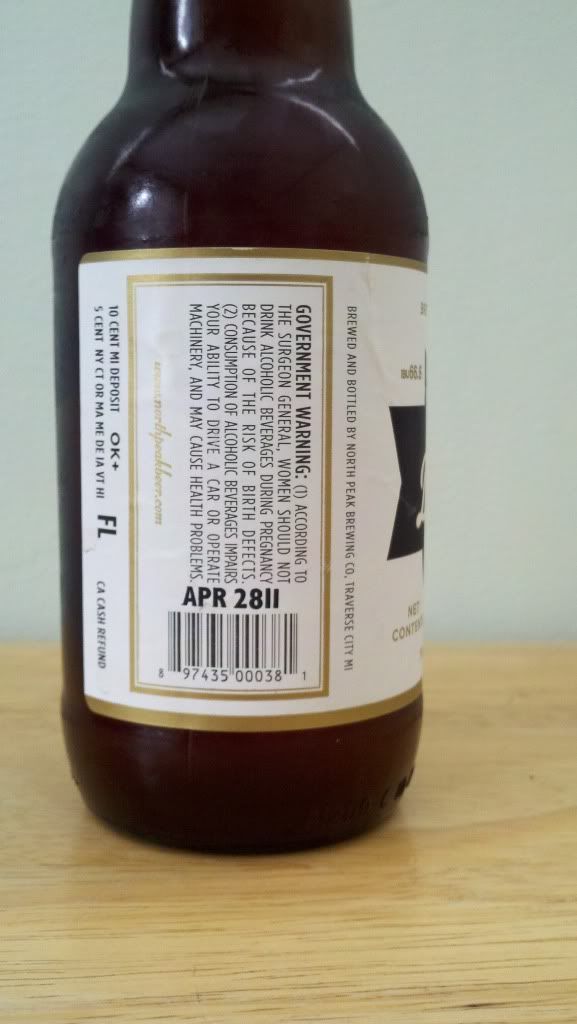 10 CENT MI DEPOSIT OK+
5 CENT NY CT OR MA ME DE IA VT HI FL
CA CASH REFUND
www.northpeakbeer.com
GOVERNMENT WARNING: (1) ACCORDING TO
THE SURGEON GENERAL, WOMEN SHOULD NOT
DRINK ALCOHOLIC BEVERAGES DURING PREGNANCY
BECAUSE OF THE RISK OF BIRTH DEFECTS.
(2) CONSUMPTION OF ALCOHOLIC BEVERAGES IMPAIRS
YOUR ABILITY TO DRIVE A CAR OR OPERATE
MACHINERY, AND MAY CAUSE HEALTH PROBLEMS.
APR 2811
8 97435 00038 1
BREWED AND BOTTLED BY NORTH PEAK BREWING CO, TRAVERSE CITY MI
IBU66.6
NET